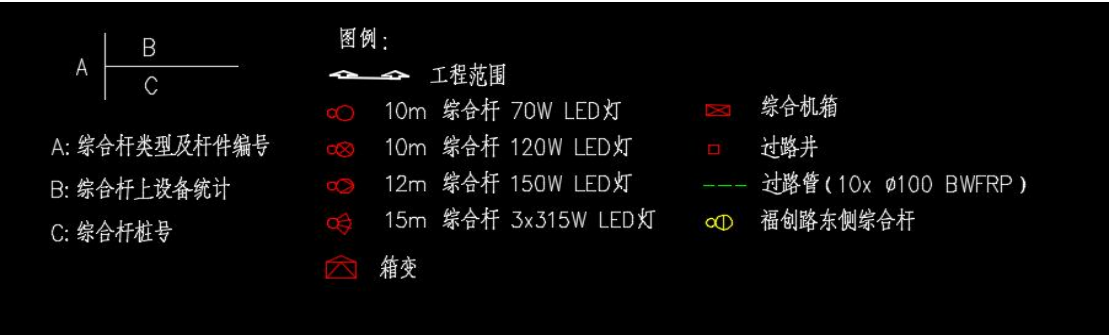 A
B
C
A: 综合杆类型及杆件编号
B: 综合杆上设备统计
C: 综合杆桩号
图例:
工程范围
10m 综合杆 70W LED灯
10m 综合杆 120W LED灯
12m 综合杆 150W LED灯
15m 综合杆 3x315W LED灯
箱变
综合机箱
过路井
过路管(10x ø100 BWFRP)
福创路东侧综合杆